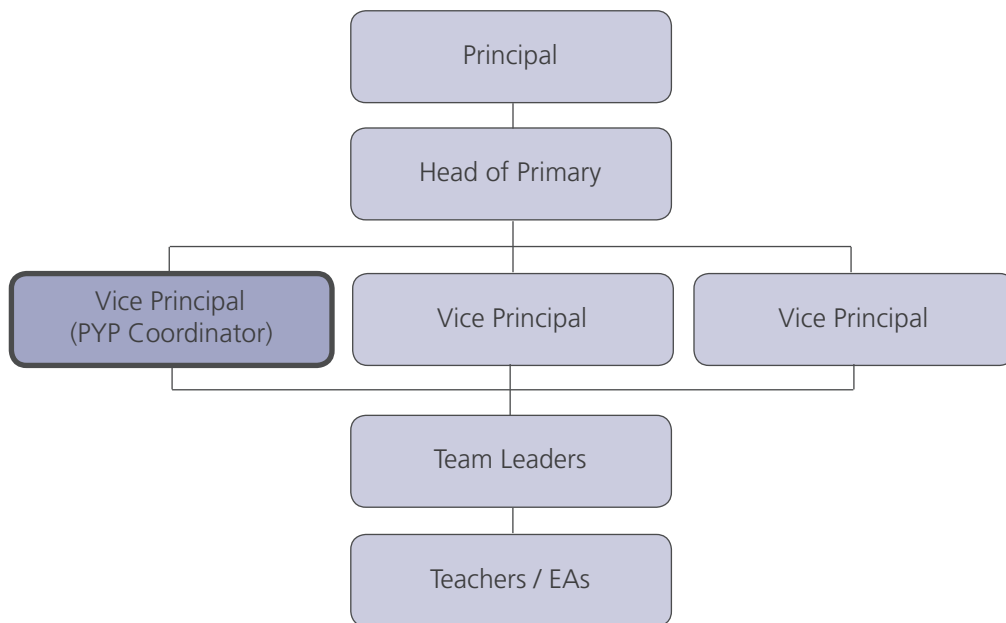 Principal
Head of Primary
Vice Principal
(PYP Coordinator)
Vice Principal
Vice Principal
Team Leaders
Teachers / EAs